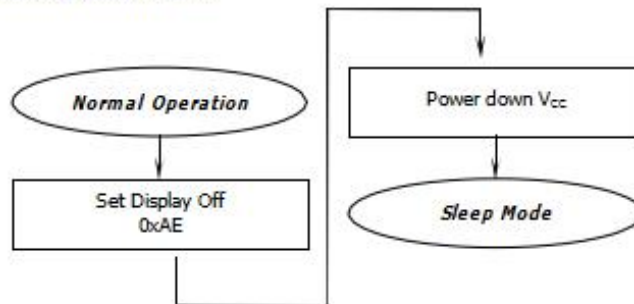 Normal Operation
Set Display Off
0xAE
Power down Vcc
Sleep Mode